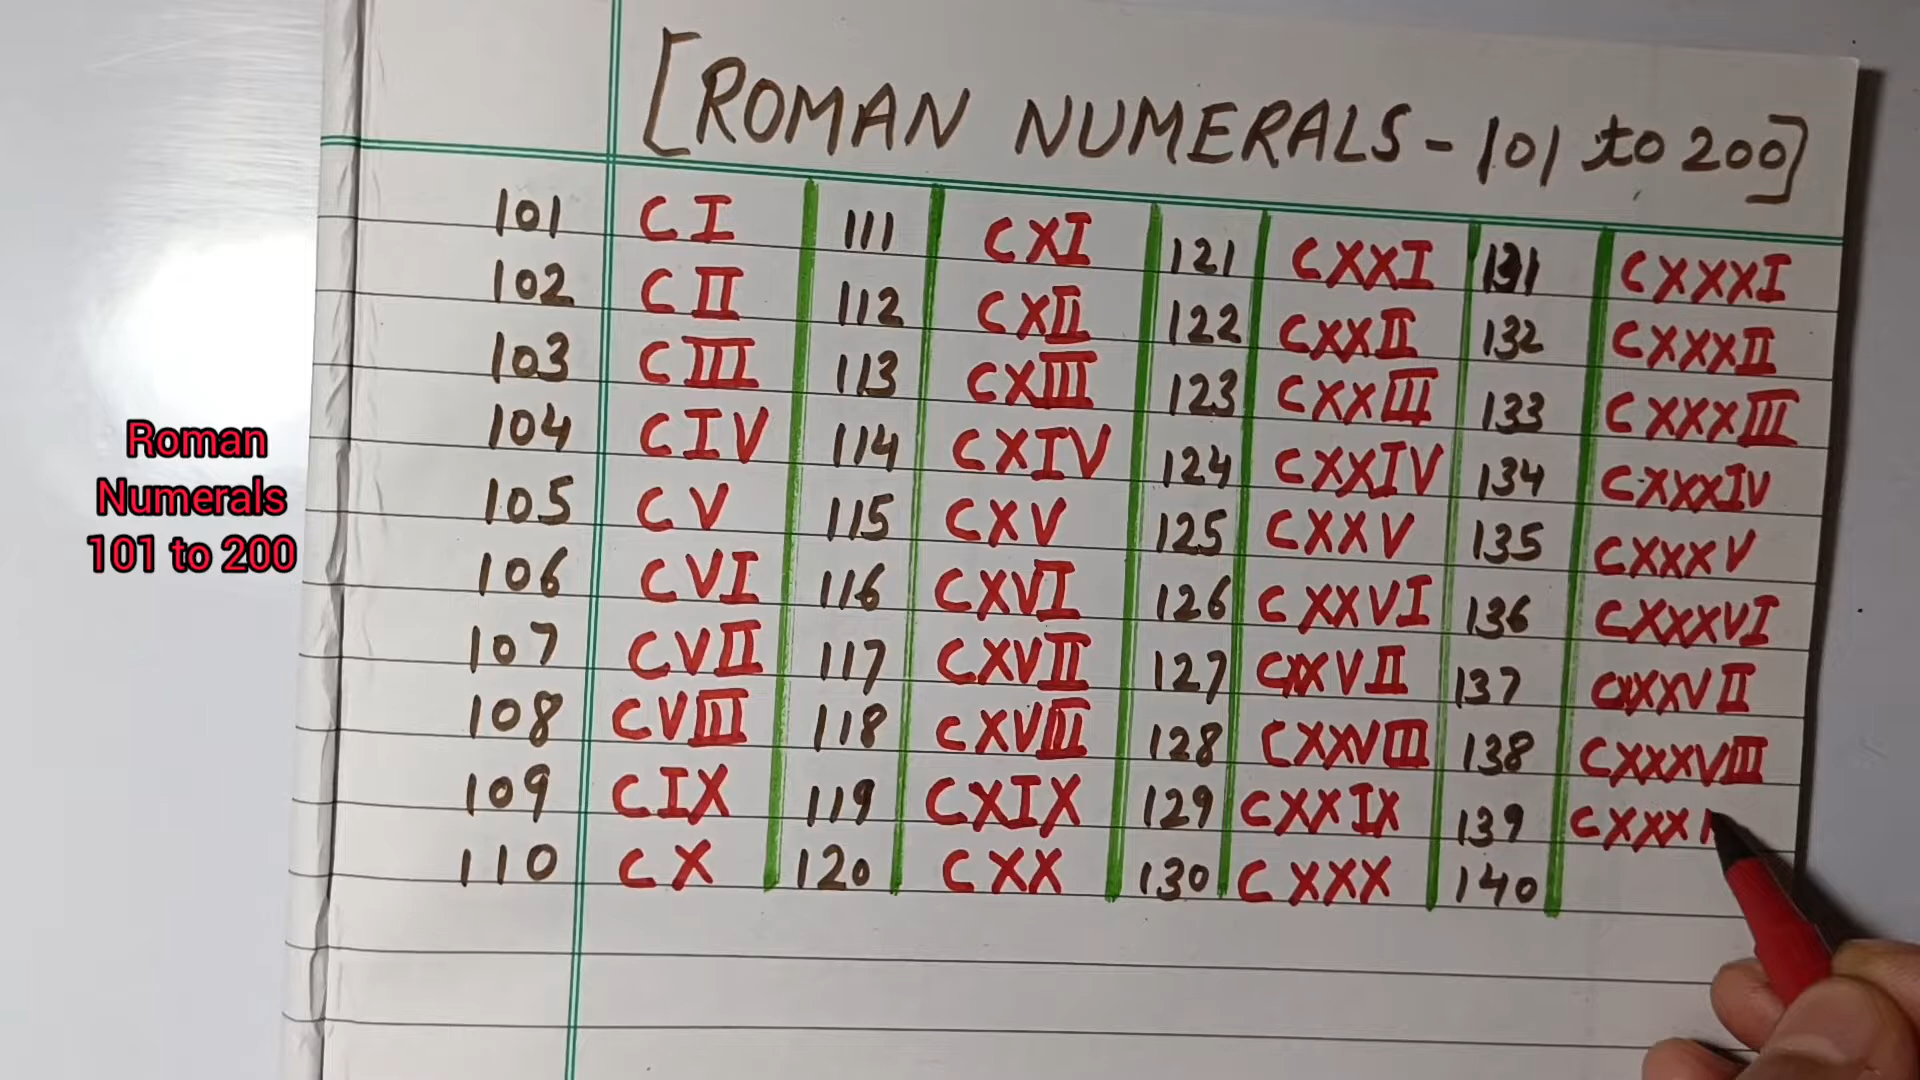 [ROMAN NUMERALS - 101 to 200]
101 CI 111 CXI 121 CXXI 131 CXXXI
102 CII 112 CXII 122 CXXII 132 CXXXII
103 CIII 113 CXIII 123 CXXIII 133 CXXXIII
104 CIV 114 CXIV 124 CXXIV 134 CXXXIV
105 CV 115 CXV 125 CXXV 135 CXXXV
106 CVI 116 CXVI 126 CXXVI 136 CXXXVI
107 CVII 117 CXVII 127 CXXVII 137 CXXXVII
108 CVIII 118 CXVIII 128 CXXVIII 138 CXXXVIII
109 CIX 119 CXIX 129 CXXIX 139 CXXXI
110 CX 120 CXX 130 CXXX 140
Roman
Numerals
101 to 200